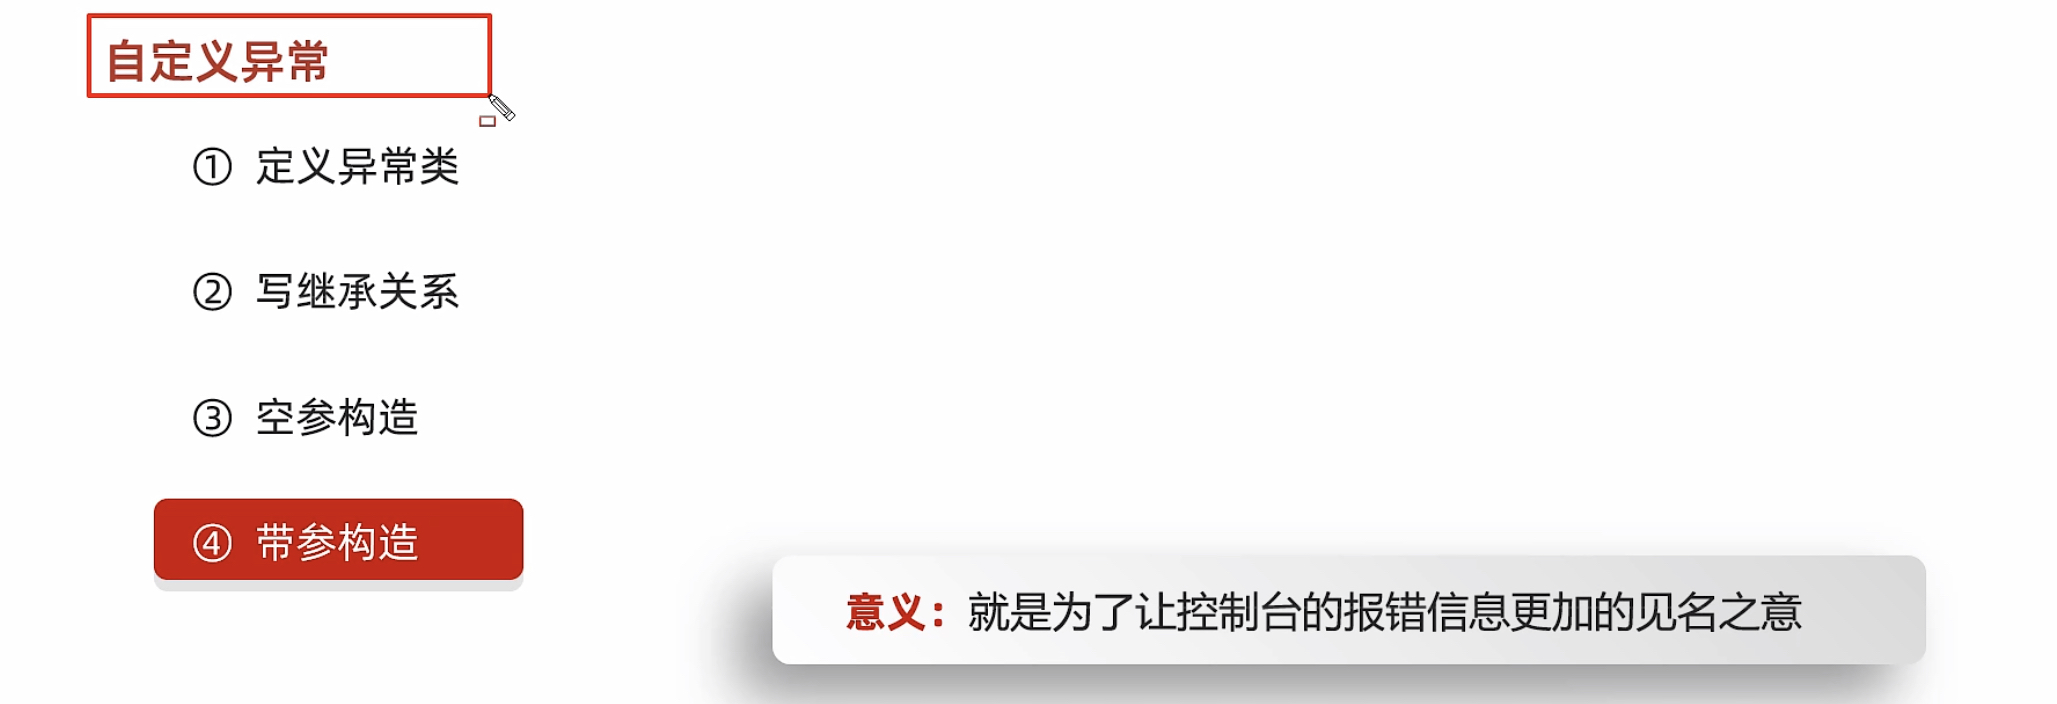 自定义异常
① 定义异常类
② 写继承关系
③ 空参构造
④ 带参构造
意义：就是为了让控制台的报错信息更加的见名之意